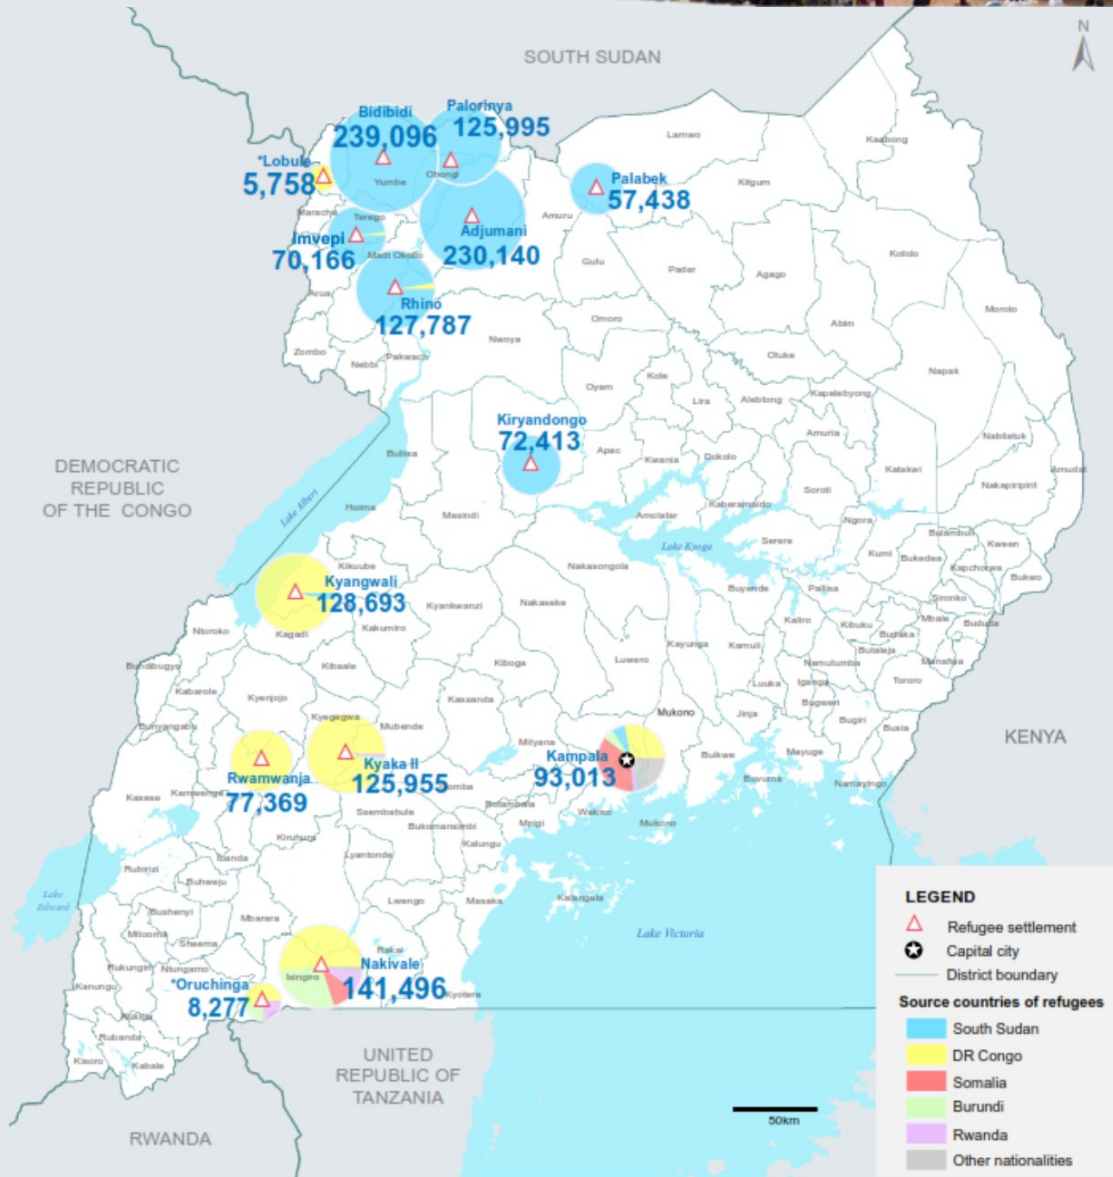 N
SOUTH SUDAN
Bidibidi
239,096
Palorinya
125,995
Lamwo
Kaabong
*Lobule
5,758
Yumbe
Obongi
Palabek
57,438
Kitgum
Maracha
Terego
Amuru
Imvepi
70,166
Adjumani
230,140
Madi Okollo
Gulu
Pader
Agago
Kotido
Arua
Rhino
127,787
Omoro
Abim
Moroto
Zombo
Nebbi
Pakwach
Nwoya
Otuke
Napak
Oyam
Kole
Lira
Alebtong
Kapelebyong
Kiryandongo
72,413
Apac
Kwania
Dokolo
Amuria
Nabilatuk
Amudat
Katakwi
Nakapiripirit
DEMOCRATIC
REPUBLIC
OF THE CONGO
Buliisa
Lake Albert
Hoima
Masindi
Amolatar
Kaberamaido
Soroti
Ngora
Lake Kyoga
Serere
Kumi
Bukedea
Bulambuli
Kween
Kapchorwa
Bukwo
Kikuube
Kyangwali
128,693
Nakasongola
Buyende
Pallisa
Sironko
Kyankwanzi
Nakaseke
Kagadi
Kakumiro
Ntoroko
Kaliro
Kibuku
Mbale
Bududa
Budaka
Butaleja
Manafwa
Kayunga
Kamuli
Namutumba
Kibaale
Kiboga
Luwero
Bundibugyo
Kabarole
Kyenjojo
Luuka
Iganga
Tororo
Bugweri
Kyegegwa
Mubende
Kassanda
Mukono
Jinja
Bugiri
Busia
Bunyangabu
Mityana
Kampala
93,013
Buikwe
Mayuge
KENYA
Rwamwanja
77,369
Kyaka II
125,955
Buvuma
Namayingo
Kasese
Kamwenge
Gomba
Butambala
Mpigi
Wakiso
Mukono
Ssembabule
Bukomansimbi
Kalungu
Kiruhura
Lyantonde
Ibanda
Rubirizi
Buhweju
Lake
Edward
Bushenyi
Mbarara
Lwengo
Masaka
Kalangala
Mitooma
Sheema
Lake Victoria
Rukungiri
Ntungamo
Kanungu
Isingiro
Nakivale
141,496
Rakai
Kyotera
*Oruchinga
8,277
Rukiga
Rubanda
Kisoro
Kabale
UNITED
REPUBLIC OF
TANZANIA
RWANDA
50km
LEGEND
Refugee settlement
Capital city
District boundary
Source countries of refugees
South Sudan
DR Congo
Somalia
Burundi
Rwanda
Other nationalities